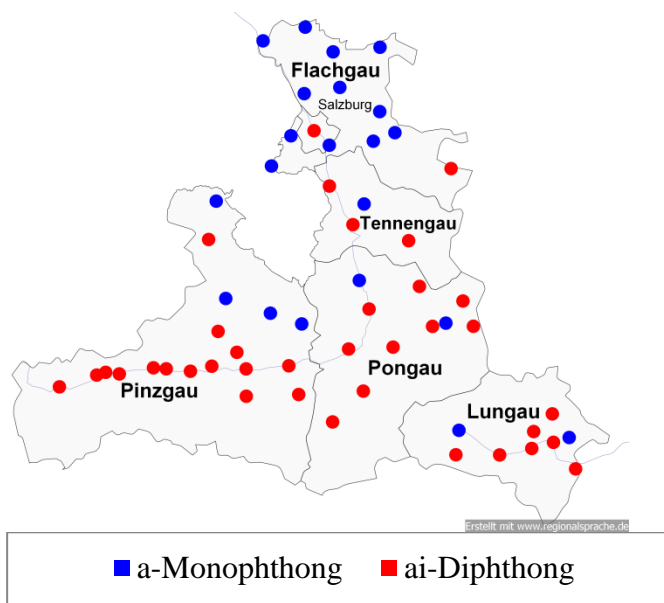 Flachgau
Salzburg
Tennengau
Pongau
Pinzgau
Lungau
Erstellt mit www.regionalsprache.de
a-Monophthong ai-Diphthong